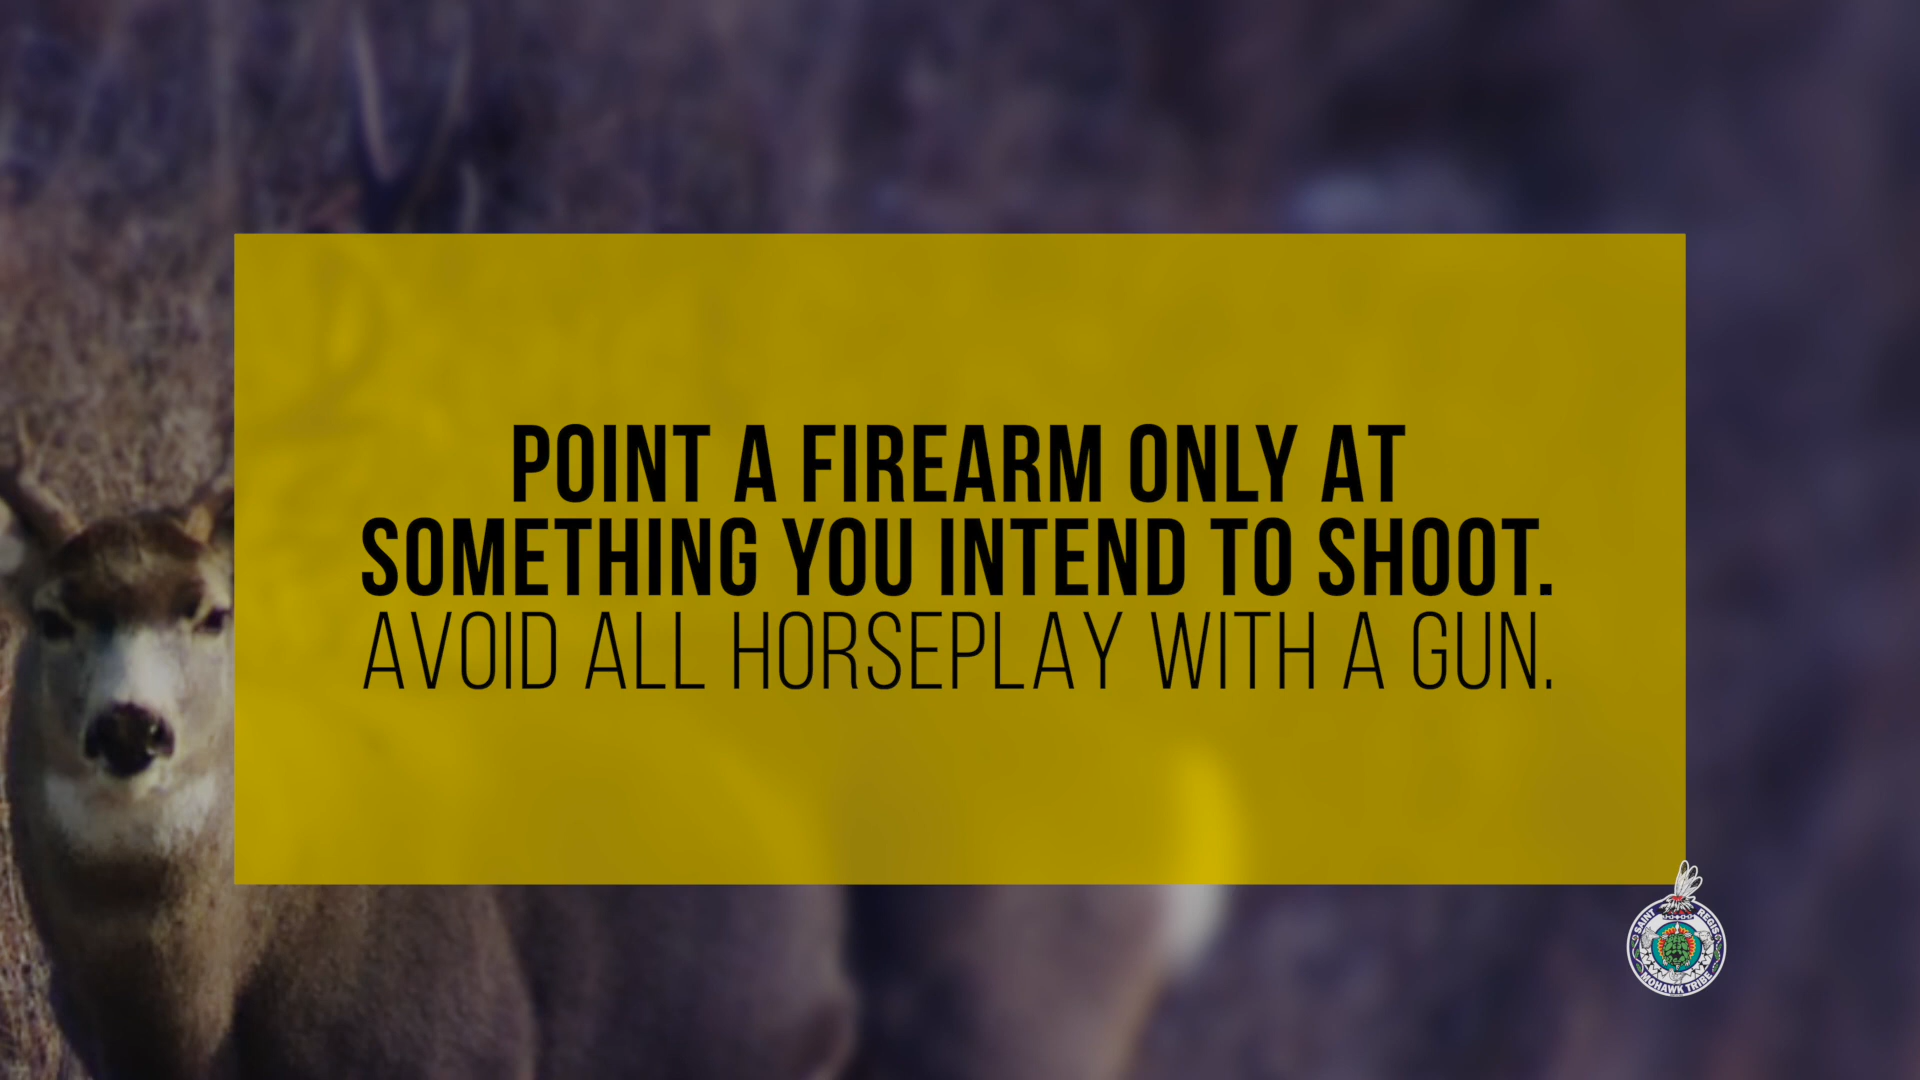 POINT A FIREARM ONLY AT
SOMETHING YOU INTEND TO SHOOT.
AVOID ALL HORSEPLAY WITH A GUN.
SAINT REGIS
MOHAWK TRIBE